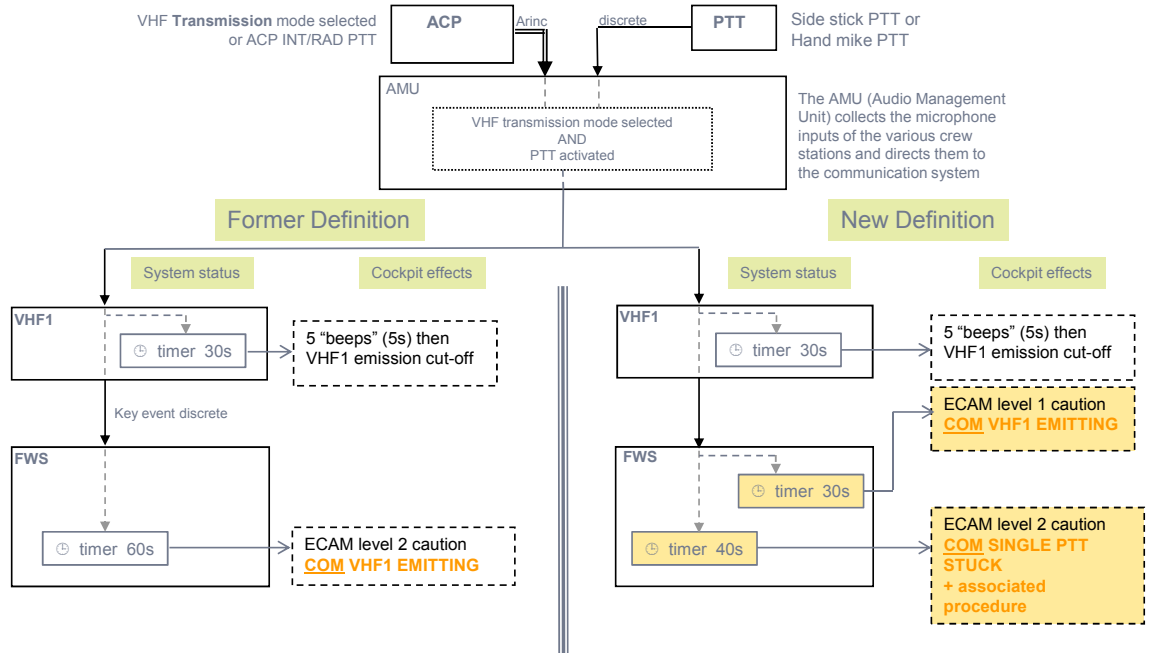 VHF Transmission mode selected
or ACP INT/RAD PTT
ACP
Arinc
discrete
PTT
Side stick PTT or
Hand mike PTT
AMU
VHF transmission mode selected
AND
PTT activated
The AMU (Audio Management
Unit) collects the microphone
inputs of the various crew
stations and directs them to
the communication system
Former Definition
System status
Cockpit effects
VHF1
timer 30s
5 “beeps” (5s) then
VHF1 emission cut-off
Key event discrete
FWS
timer 60s
ECAM level 2 caution
COM VHF1 EMITTING
New Definition
System status
Cockpit effects
VHF1
timer 30s
5 “beeps” (5s) then
VHF1 emission cut-off
ECAM level 1 caution
COM VHF1 EMITTING
FWS
timer 30s
timer 40s
ECAM level 2 caution
COM SINGLE PTT
STUCK
+ associated
procedure